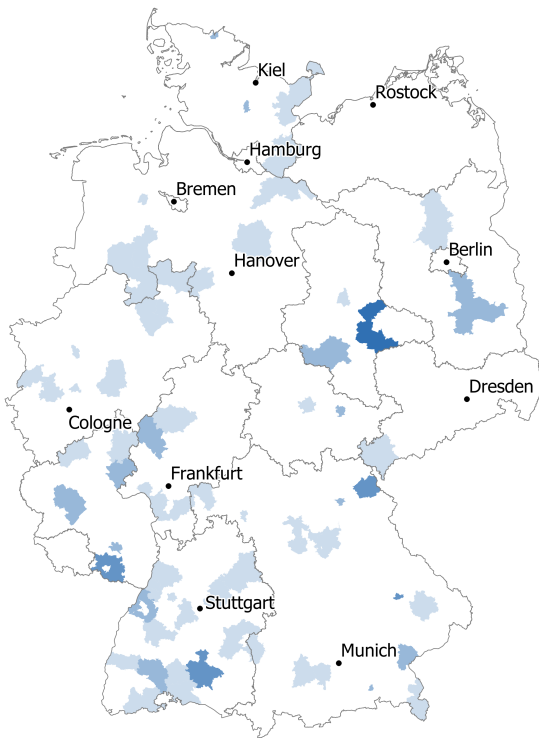 Kiel
Rostock
Hamburg
Bremen
Berlin
Hanover
Dresden
Cologne
Frankfurt
Stuttgart
Munich